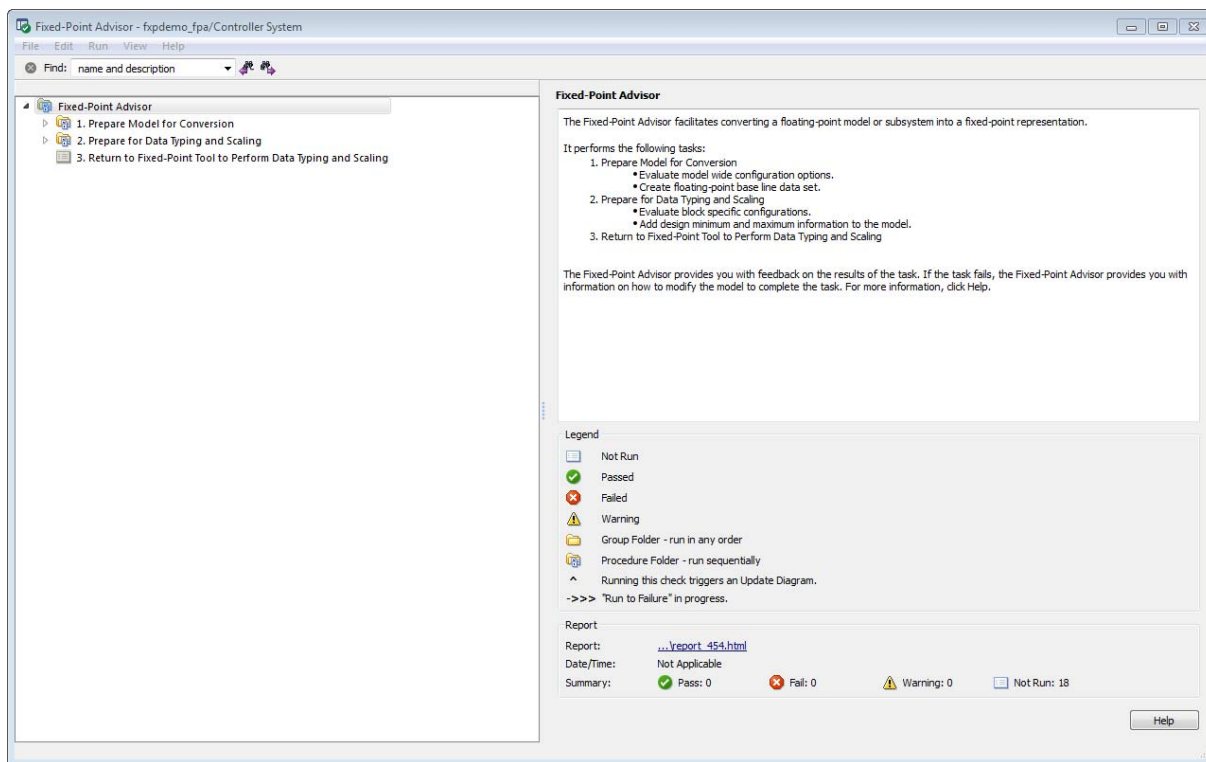 Fixed-Point Advisor - fxpdemo_fpa/Controller System
File Edit Run View Help
Find: name and description
Fixed-Point Advisor
1. Prepare Model for Conversion
2. Prepare for Data Typing and Scaling
3. Return to Fixed-Point Tool to Perform Data Typing and Scaling
Fixed-Point Advisor
The Fixed-Point Advisor facilitates converting a floating-point model or subsystem into a fixed-point representation.
It performs the following tasks:
1. Prepare Model for Conversion
• Evaluate model wide configuration options.
• Create floating-point base line data set.
2. Prepare for Data Typing and Scaling
• Evaluate block specific configurations.
• Add design minimum and maximum information to the model.
3. Return to Fixed-Point Tool to Perform Data Typing and Scaling
The Fixed-Point Advisor provides you with feedback on the results of the task. If the task fails, the Fixed-Point Advisor provides you with
information on how to modify the model to complete the task. For more information, click Help.
Legend
Not Run
Passed
Failed
Warning
Group Folder - run in any order
Procedure Folder - run sequentially
^ Running this check triggers an Update Diagram.
->>> "Run to Failure" in progress.
Report
Report: ...\report_454.html
Date/Time: Not Applicable
Summary: Pass: 0 Fail: 0 Warning: 0 Not Run: 18
Help